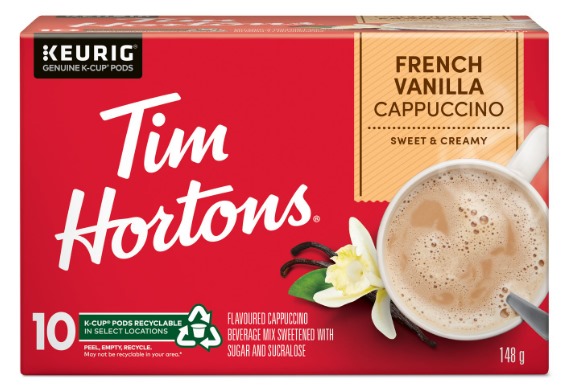 KEURIG®
GENUINE K-CUP® PODS
FRENCH
VANILLA
CAPPUCCINO
SWEET & CREAMY
Tim
Hortons®
10
K-CUP® PODS RECYCLABLE
IN SELECT LOCATIONS
PEEL, EMPTY, RECYCLE.
May not be recyclable in your area.*
FLAVOURED CAPPUCCINO
BEVERAGE MIX SWEETENED WITH
SUGAR AND SUCRALOSE
148 g